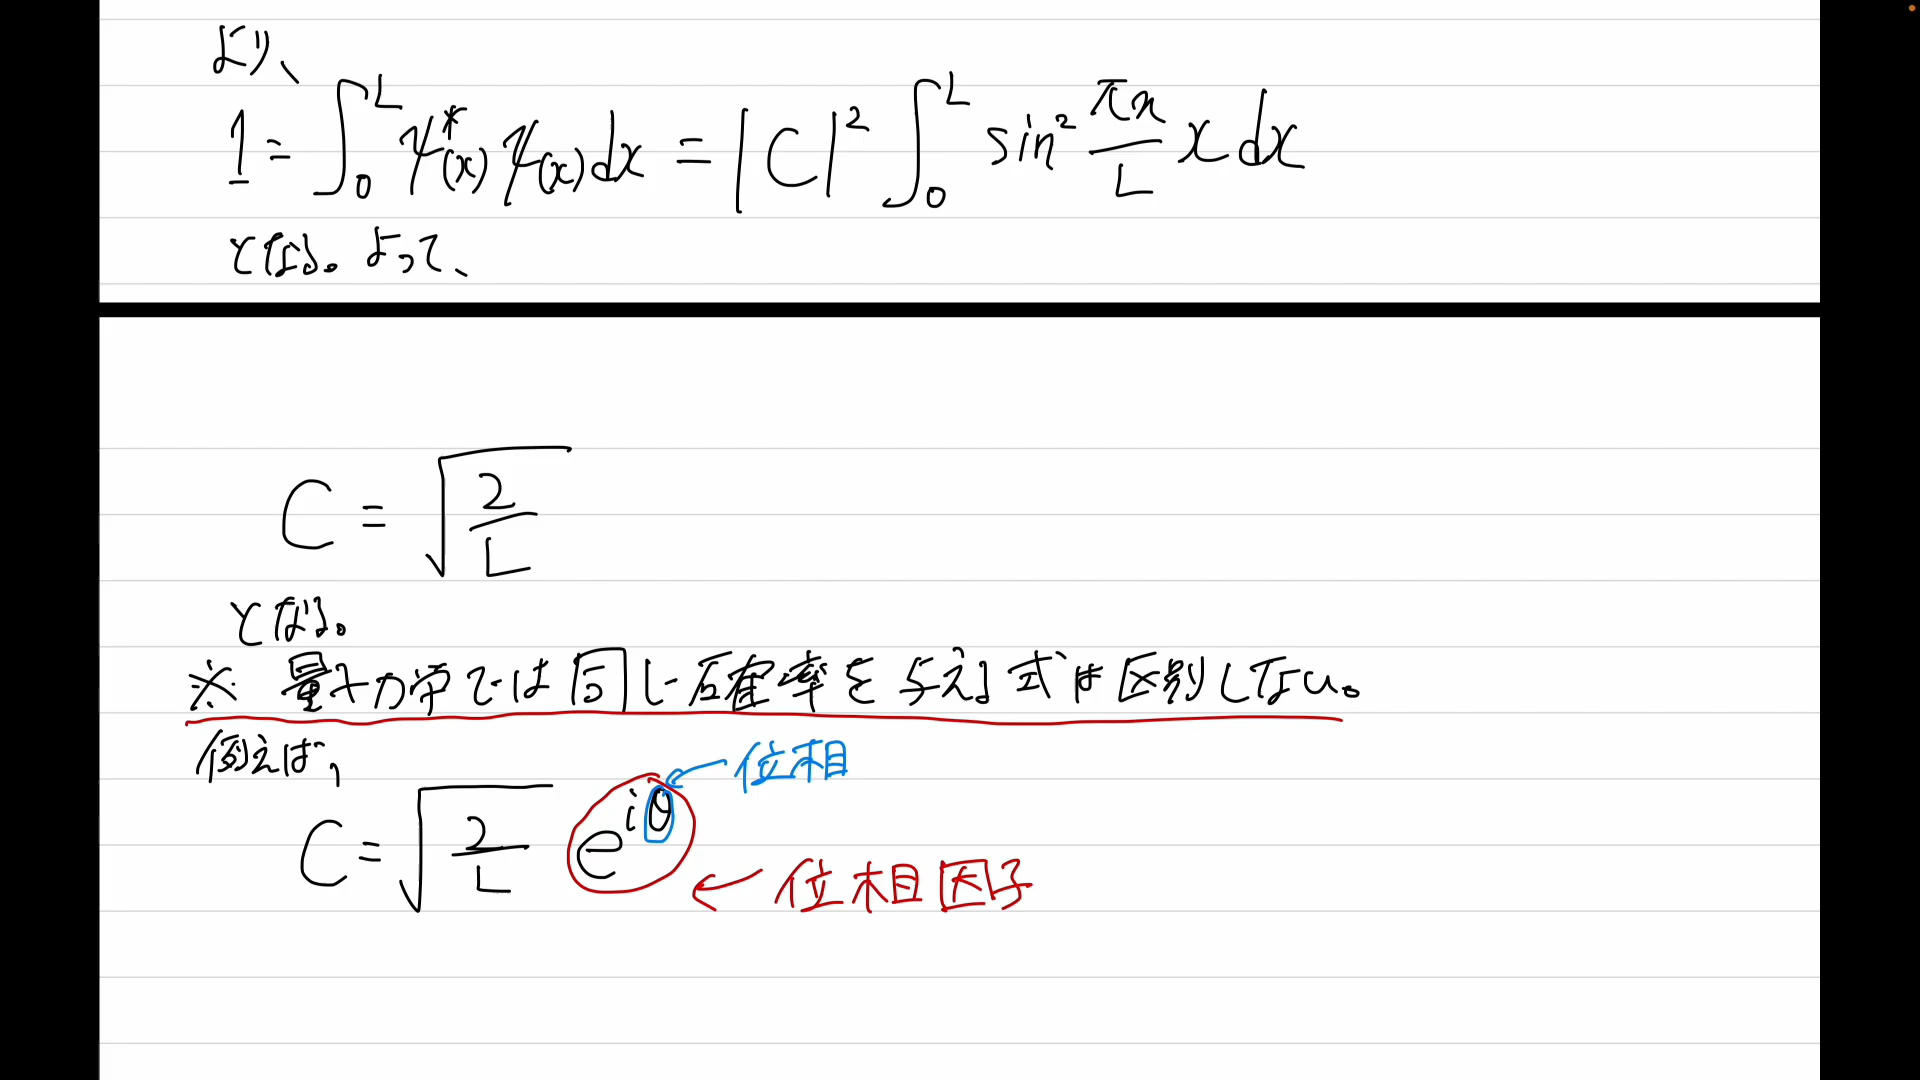 より、
1 = ∫₀ᴸ ψ*(x) ψ(x) dx = |C|² ∫₀ᴸ sin² πn/L x dx
となる。よって、
C = √(2/L)
となる。
※ 量子力学では同じ確率を与える式は区別しない。
例えば、
← 位相
C = √(2/L) e^{iθ}
← 位相因子